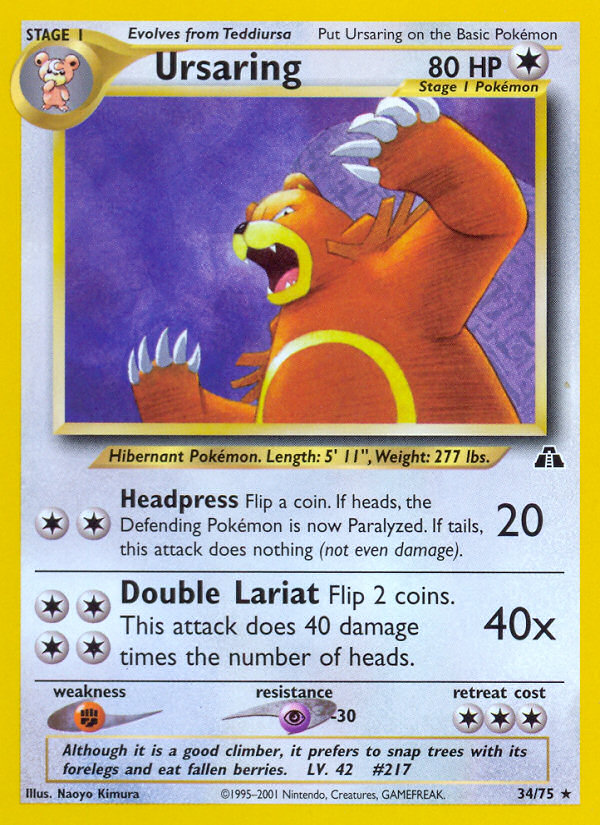 STAGE I Evolves from Teddiursa Put Ursaring on the Basic Pokémon
Ursaring 80 HP
Stage I Pokémon
Hibernant Pokémon. Length: 5' 11", Weight: 277 lbs.
Headpress Flip a coin. If heads, the
Defending Pokémon is now Paralyzed. If tails,
this attack does nothing (not even damage).
20
Double Lariat Flip 2 coins.
This attack does 40 damage
times the number of heads.
40x
weakness resistance retreat cost
-30
Although it is a good climber, it prefers to snap trees with its
forelegs and eat fallen berries. LV. 42 #217
Illus. Naoyo Kimura ©1995-2001 Nintendo, Creatures, GAMEFREAK. 34/75 ★